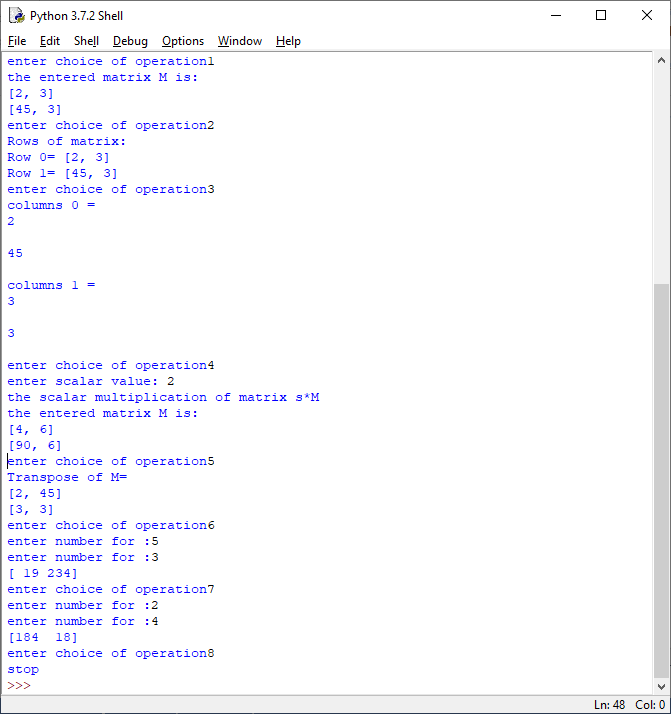 Python 3.7.2 Shell
File Edit Shell Debug Options Window Help
enter choice of operation1
the entered matrix M is:
[2, 3]
[45, 3]
enter choice of operation2
Rows of matrix:
Row 0= [2, 3]
Row 1= [45, 3]
enter choice of operation3
columns 0 =
2
45
columns 1 =
3
3
enter choice of operation4
enter scalar value: 2
the scalar multiplication of matrix s*M
the entered matrix M is:
[4, 6]
[90, 6]
enter choice of operation5
Transpose of M=
[2, 45]
[3, 3]
enter choice of operation6
enter number for :5
enter number for :3
[ 19 234]
enter choice of operation7
enter number for :2
enter number for :4
[184  18]
enter choice of operation8
stop
>>>
Ln: 48 Col: 0